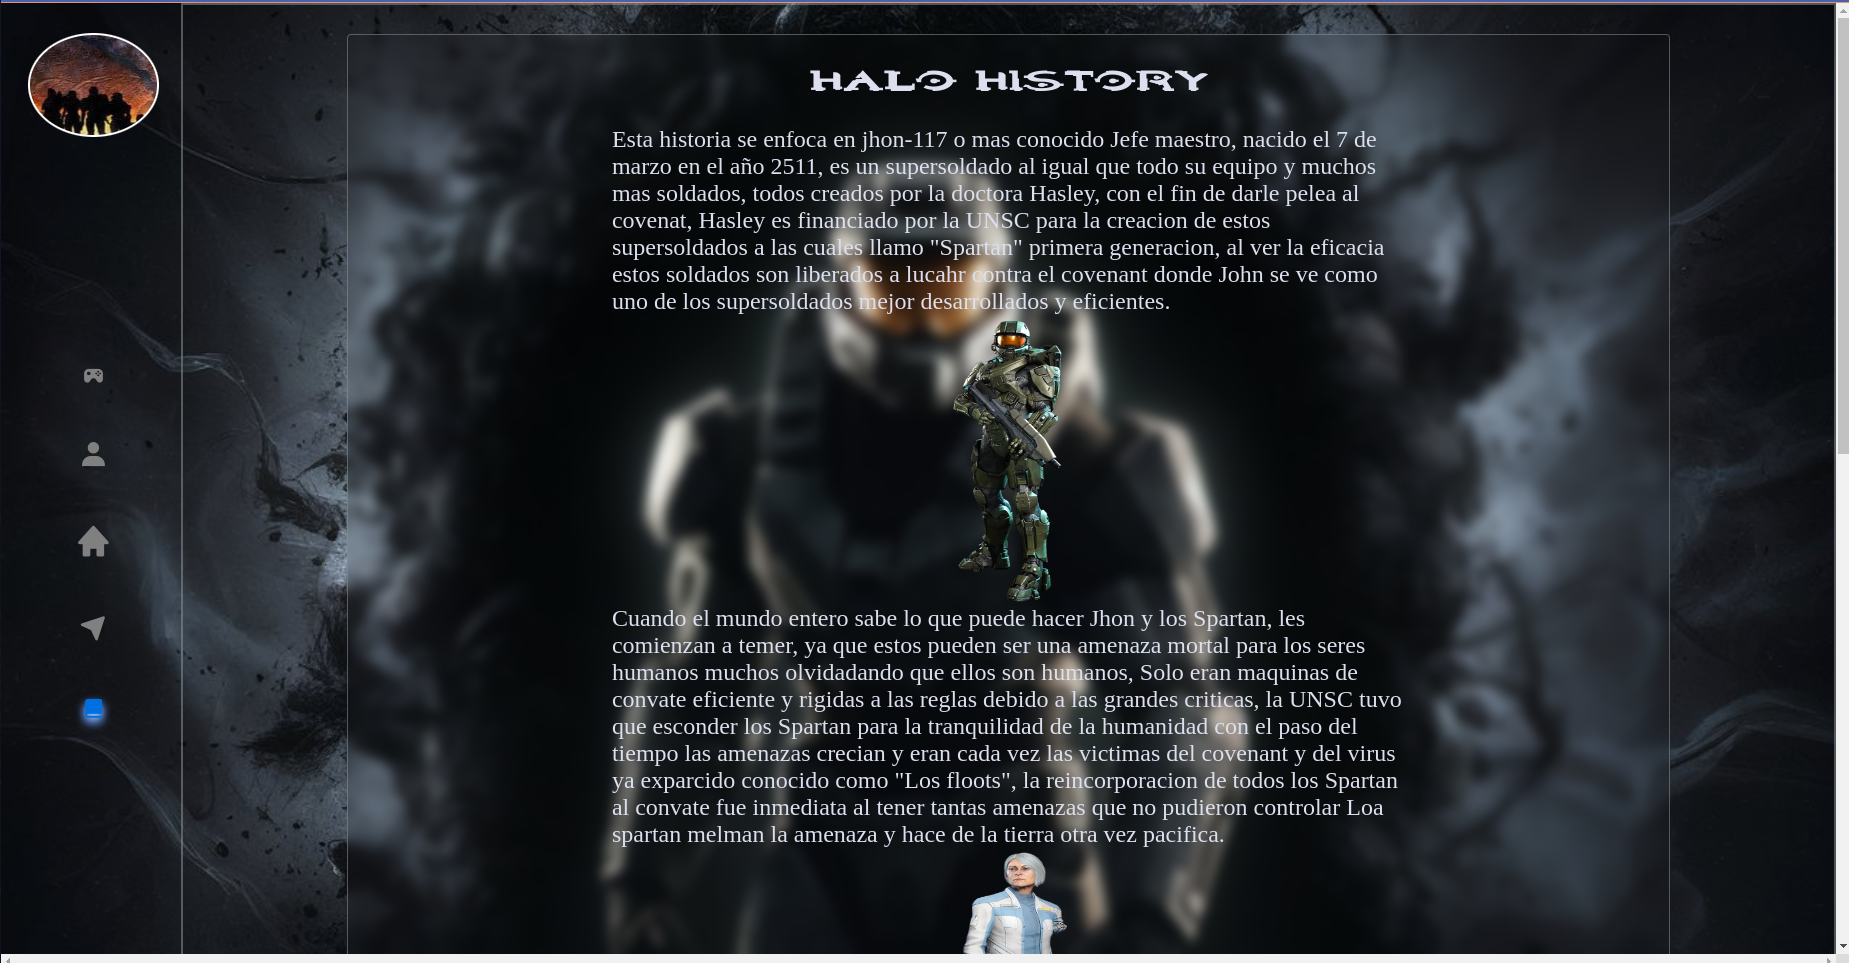 HALO HISTORY
Esta historia se enfoca en jhon-117 o mas conocido Jefe maestro, nacido el 7 de
marzo en el año 2511, es un supersoldado al igual que todo su equipo y muchos
mas soldados, todos creados por la doctora Hasley, con el fin de darle pelea al
covenat, Hasley es financiado por la UNSC para la creacion de estos
supersoldados a las cuales llamo "Spartan" primera generacion, al ver la eficacia
estos soldados son liberados a lucahr contra el covenant donde John se ve como
uno de los supersoldados mejor desarrollados y eficientes.
Cuando el mundo entero sabe lo que puede hacer Jhon y los Spartan, les
comienzan a temer, ya que estos pueden ser una amenaza mortal para los seres
humanos muchos olvidadando que ellos son humanos, Solo eran maquinas de
convate eficiente y rigidas a las reglas debido a las grandes criticas, la UNSC tuvo
que esconder los Spartan para la tranquilidad de la humanidad con el paso del
tiempo las amenazas crecian y eran cada vez las victimas del covenant y del virus
ya exparcido conocido como "Los floots", la reincorporacion de todos los Spartan
al convate fue inmediata al tener tantas amenazas que no pudieron controlar Loa
spartan melman la amenaza y hace de la tierra otra vez pacifica.